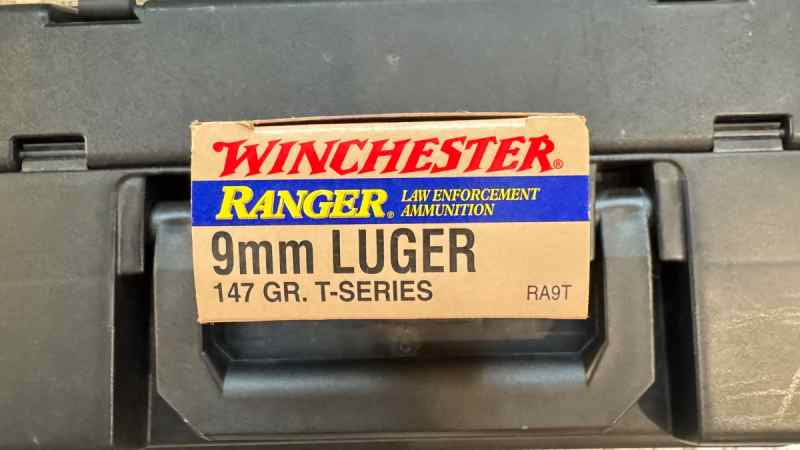 WINCHESTER®
RANGER® LAW ENFORCEMENT
AMMUNITION
9mm LUGER
147 GR. T-SERIES RA9T